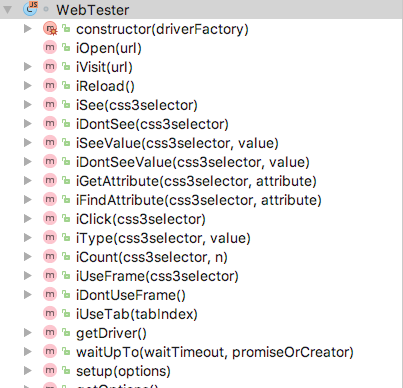 JS
WebTester
m constructor(driverFactory)
m iOpen(url)
m iVisit(url)
m iReload()
m iSee(css3selector)
m iDontSee(css3selector)
m iSeeValue(css3selector, value)
m iDontSeeValue(css3selector, value)
m iGetAttribute(css3selector, attribute)
m iFindAttribute(css3selector, attribute)
m iClick(css3selector)
m iType(css3selector, value)
m iCount(css3selector, n)
m iUseFrame(css3selector)
m iDontUseFrame()
m iUseTab(tabIndex)
m getDriver()
m waitUpTo(waitTimeout, promiseOrCreator)
m setup(options)